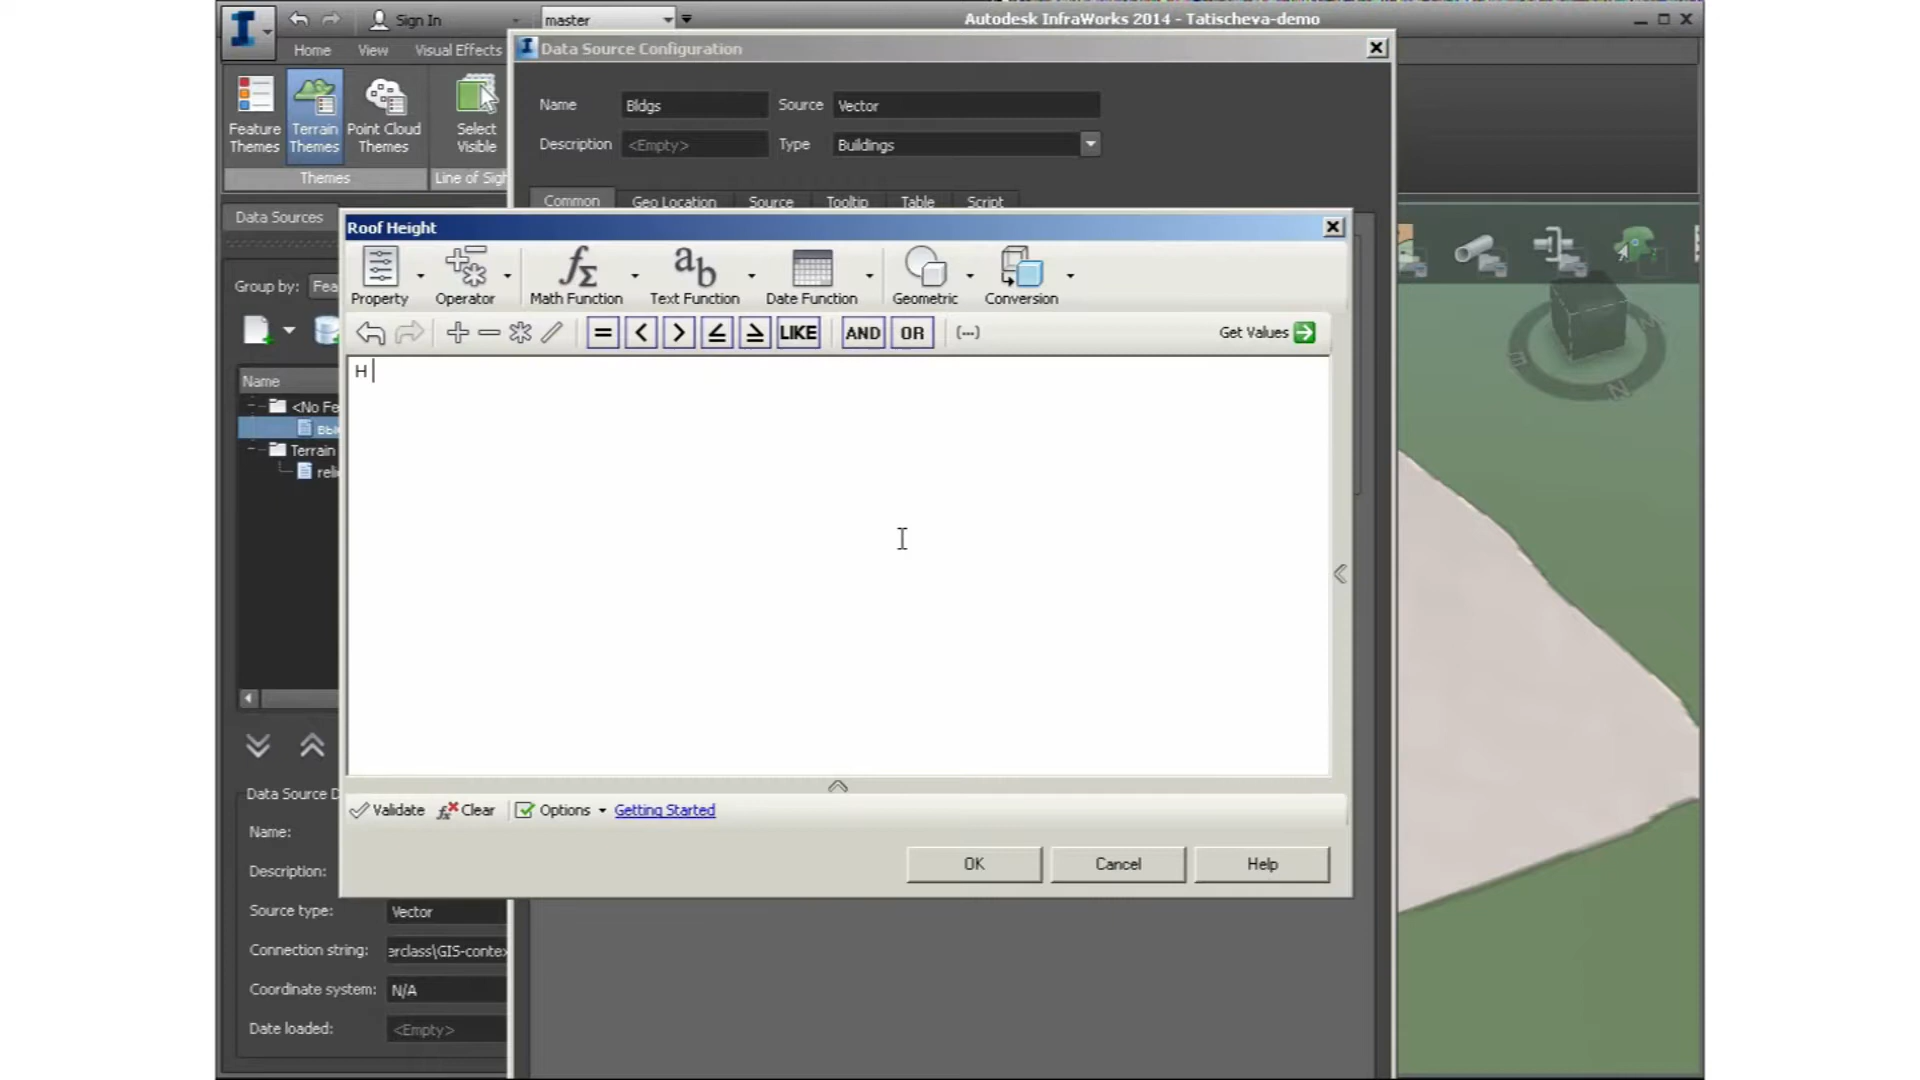 Sign In
master
Autodesk InfraWorks 2014 - Tatischeva-demo
Home
View
Visual Effects
Data Source Configuration
Feature Themes
Terrain Themes
Point Cloud Themes
Select Visible
Themes
Line of Sigh
Name
Bldgs
Source
Vector
Description
<Empty>
Type
Buildings
Common
Geo Location
Source
Tooltip
Table
Script
Data Sources
Roof Height
Property
Operator
Math Function
Text Function
Date Function
Geometric
Conversion
Group by:
Fea
= < > ≤ ≥ LIKE AND OR (---)
Get Values
H
Name
<No Fe
Terrain
reli
Data Source D
Validate
Clear
Options
Getting Started
Name:
OK
Cancel
Help
Description:
Source type:
Vector
Connection string:
erclass\GIS-contex
Coordinate system:
N/A
Date loaded:
<Empty>